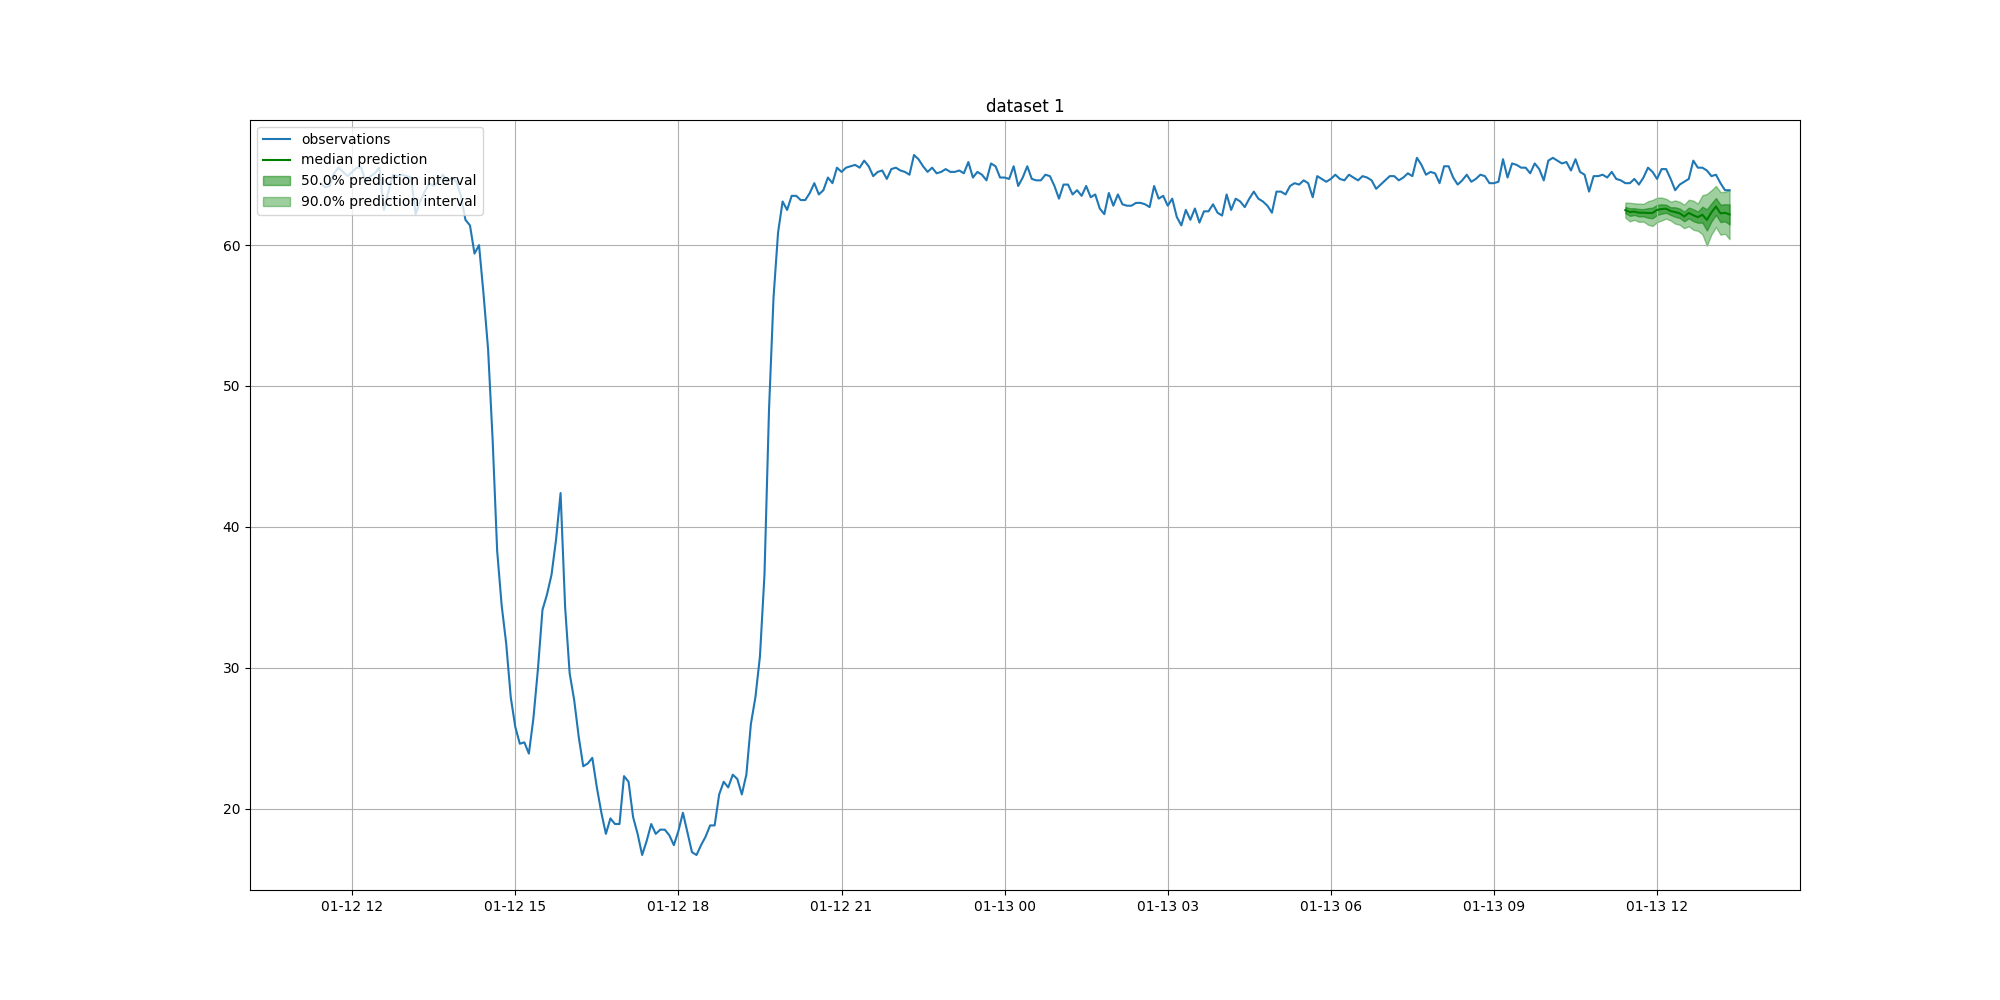 dataset 1
observations
median prediction
50.0% prediction interval
90.0% prediction interval
60
50
40
30
20
01-12 12
01-12 15
01-12 18
01-12 21
01-13 00
01-13 03
01-13 06
01-13 09
01-13 12